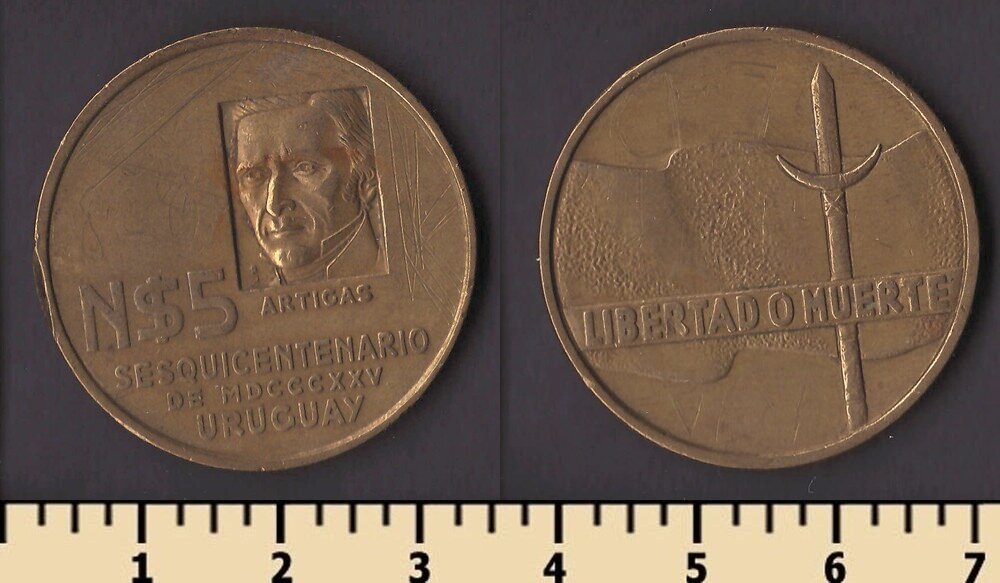 N$5
ARTIGAS
SESQUICENTENARIO
DE MDCCCXXV
URUGUAY
LIBERTAD O MUERTE
1 2 3 4 5 6 7